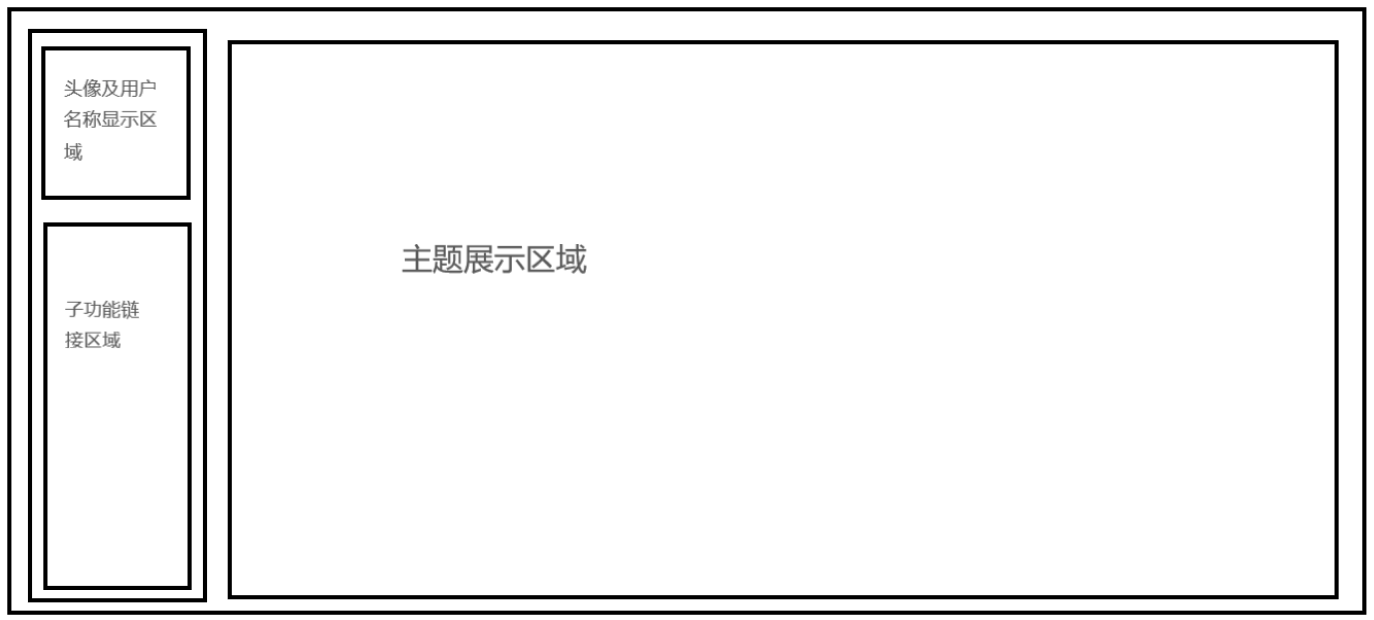 头像及用户
名称显示区
域
子功能链
接区域
主题展示区域